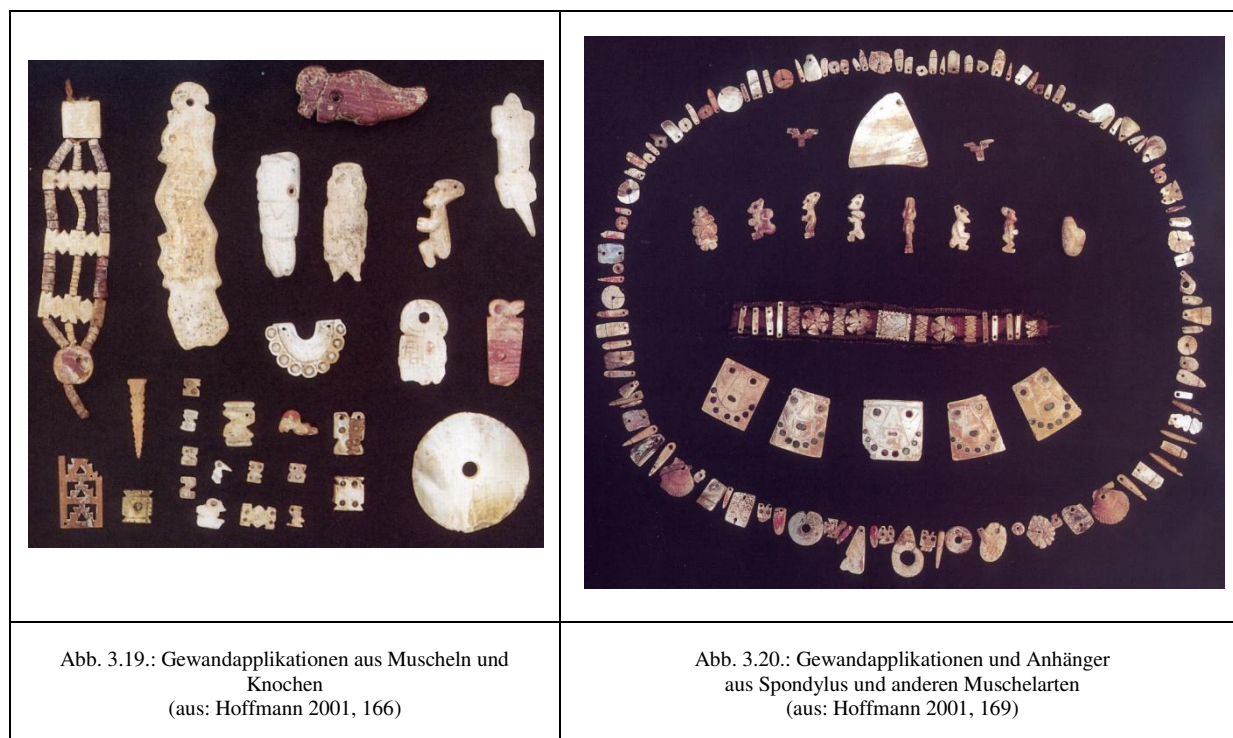 Abb. 3.19.: Gewandapplikationen aus Muscheln und
Knochen
(aus: Hoffmann 2001, 166)
Abb. 3.20.: Gewandapplikationen und Anhänger
aus Spondylus und anderen Muschelarten
(aus: Hoffmann 2001, 169)